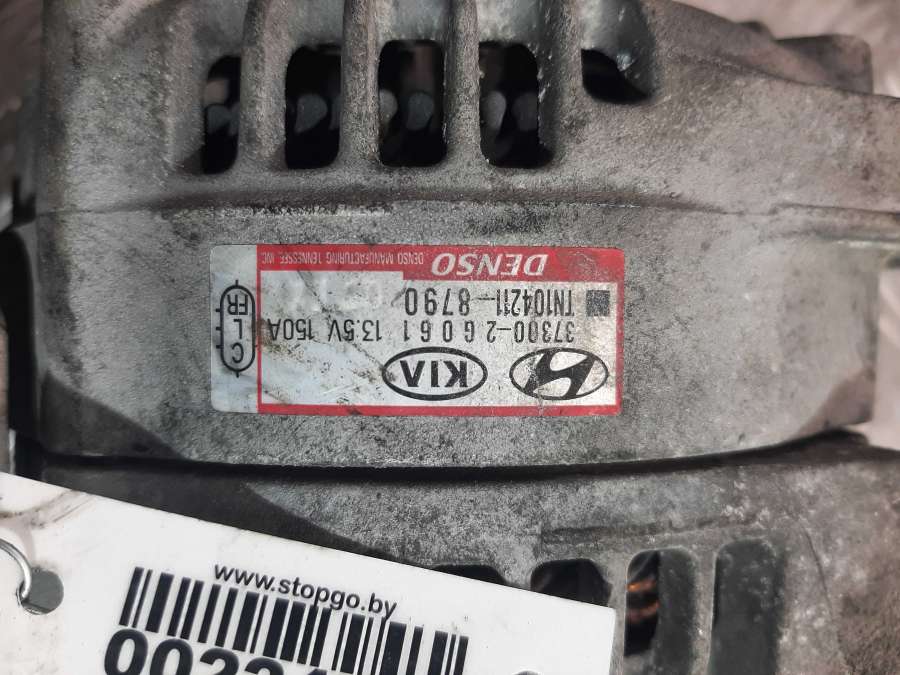 DENSO
DENSO MANUFACTURING TENNESSEE, INC
TN104211-8790
37300-2G061 13.5V 150A
KIA
C
L
FR
www.stopgo.by